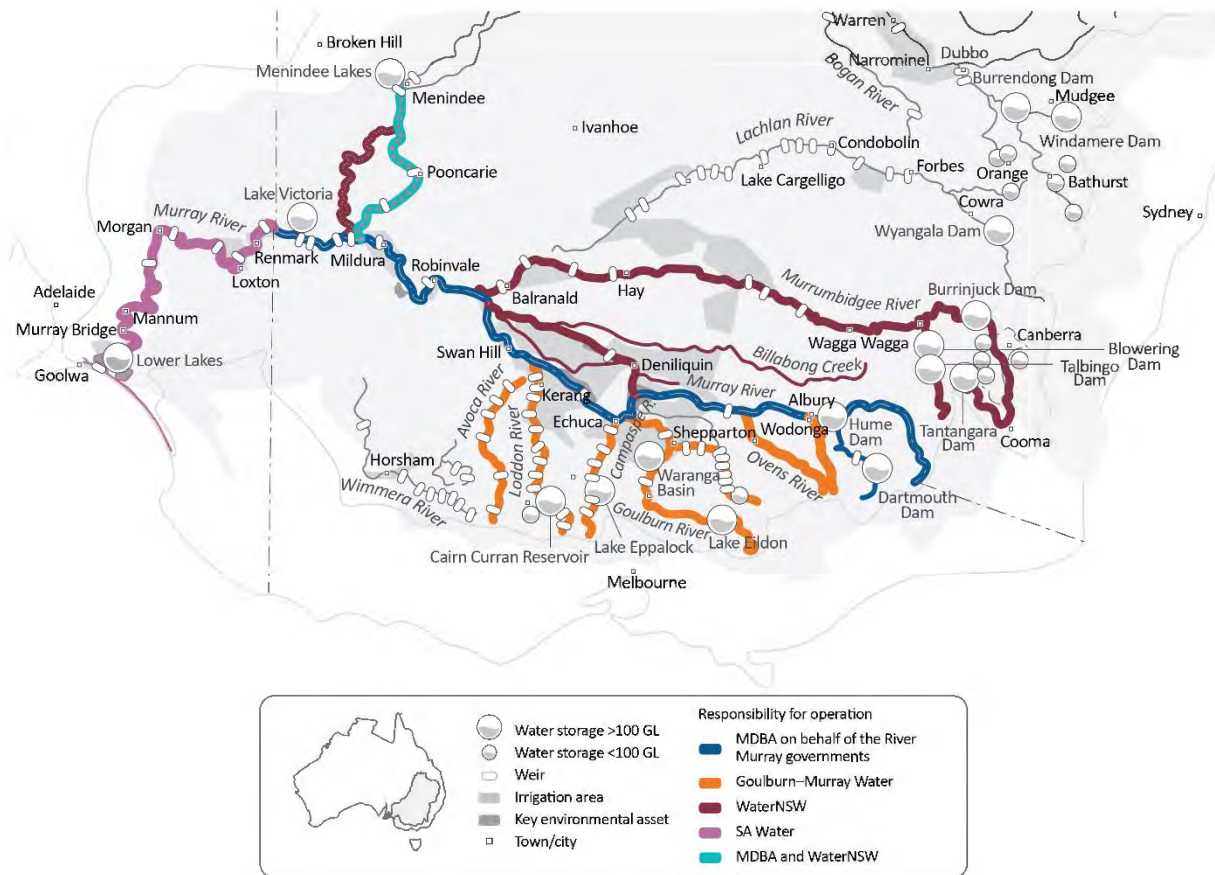 Warren
Broken Hill
Menindee Lakes
Menindee
Narrominel
Dubbo
Bogan River
Burrendong Dam
Mudgee
Ivanhoe
Lachlan River
Condobolin
Windamere Dam
Pooncarie
Lake Cargelligo
Forbes
Orange
Bathurst
Lake Victoria
Cowra
Sydney
Morgan
Murray River
Wyangala Dam
Renmark
Mildura
Loxton
Robinvale
Balranald
Hay
Murrumbidgee River
Burrinjuck Dam
Adelaide
Mannum
Murray Bridge
Lower Lakes
Goolwa
Wagga Wagga
Canberra
Blowering
Dam
Talbingo
Dam
Swan Hill
Deniliquin
Billabong Creek
Murray River
Avoca River
Kerang
Albury
Echuca
Campaspe R.
Shepparton
Wodonga
Hume
Dam
Tantangara
Dam
Cooma
Loddon River
Horsham
Wimmera River
Waranga
Basin
Ovens River
Goulburn River
Dartmouth
Dam
Cairn Curran Reservoir
Lake Eppalock
Lake Eildon
Melbourne
Water storage >100 GL
Water storage <100 GL
Weir
Irrigation area
Key environmental asset
Town/city
Responsibility for operation
MDBA on behalf of the River
Murray governments
Goulburn–Murray Water
WaterNSW
SA Water
MDBA and WaterNSW